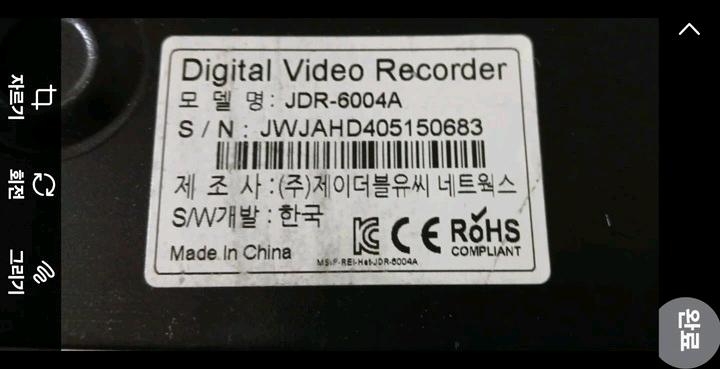 Digital Video Recorder
모 델 명 : JDR-6004A
S / N : JWJAHD405150683
제 조 사 : (주)제이더블유씨 네트웍스
S/W개발 : 한국
Made In China
CE RoHS
COMPLIANT
자르기
회전
그리기
완료